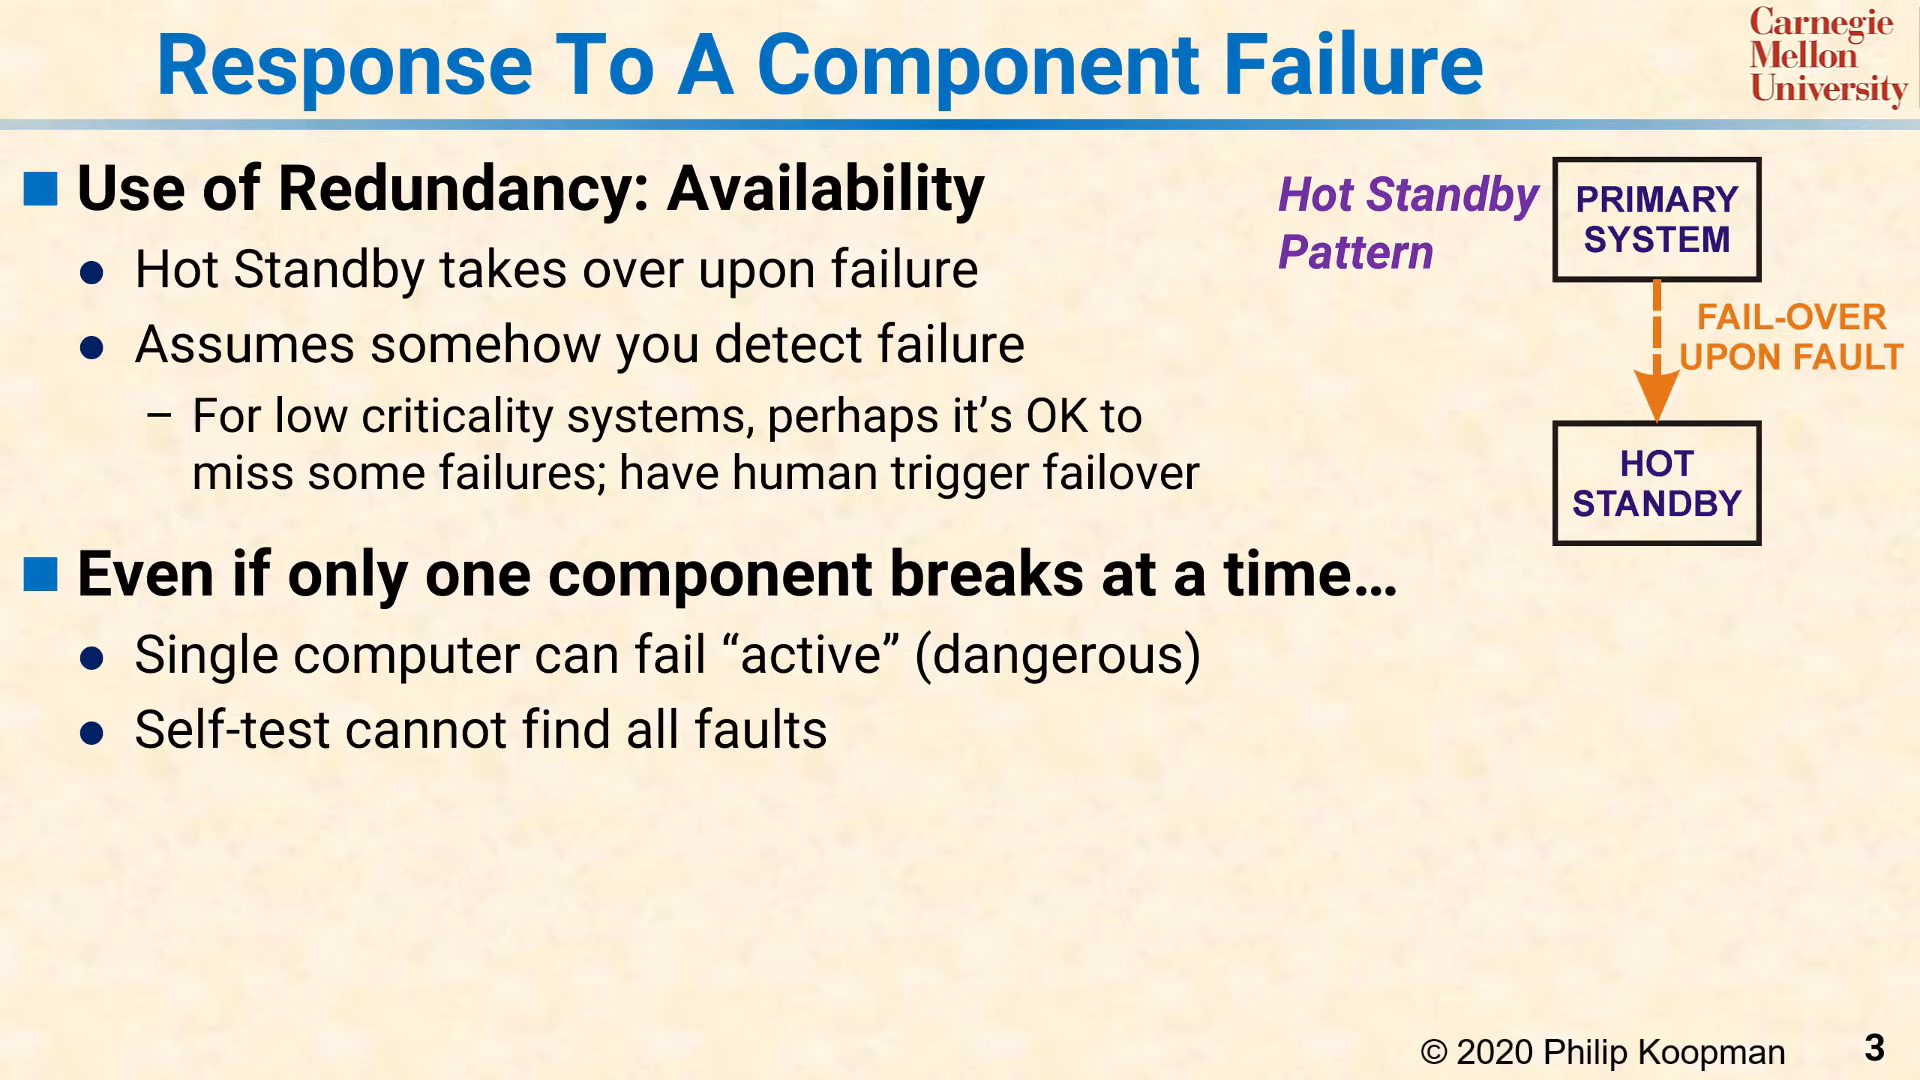 Response To A Component Failure
Carnegie
Mellon
University
Use of Redundancy: Availability
● Hot Standby takes over upon failure
● Assumes somehow you detect failure
– For low criticality systems, perhaps it’s OK to
miss some failures; have human trigger failover
Hot Standby
Pattern
PRIMARY
SYSTEM
FAIL-OVER
UPON FAULT
HOT
STANDBY
Even if only one component breaks at a time…
● Single computer can fail “active” (dangerous)
● Self-test cannot find all faults
© 2020 Philip Koopman
3